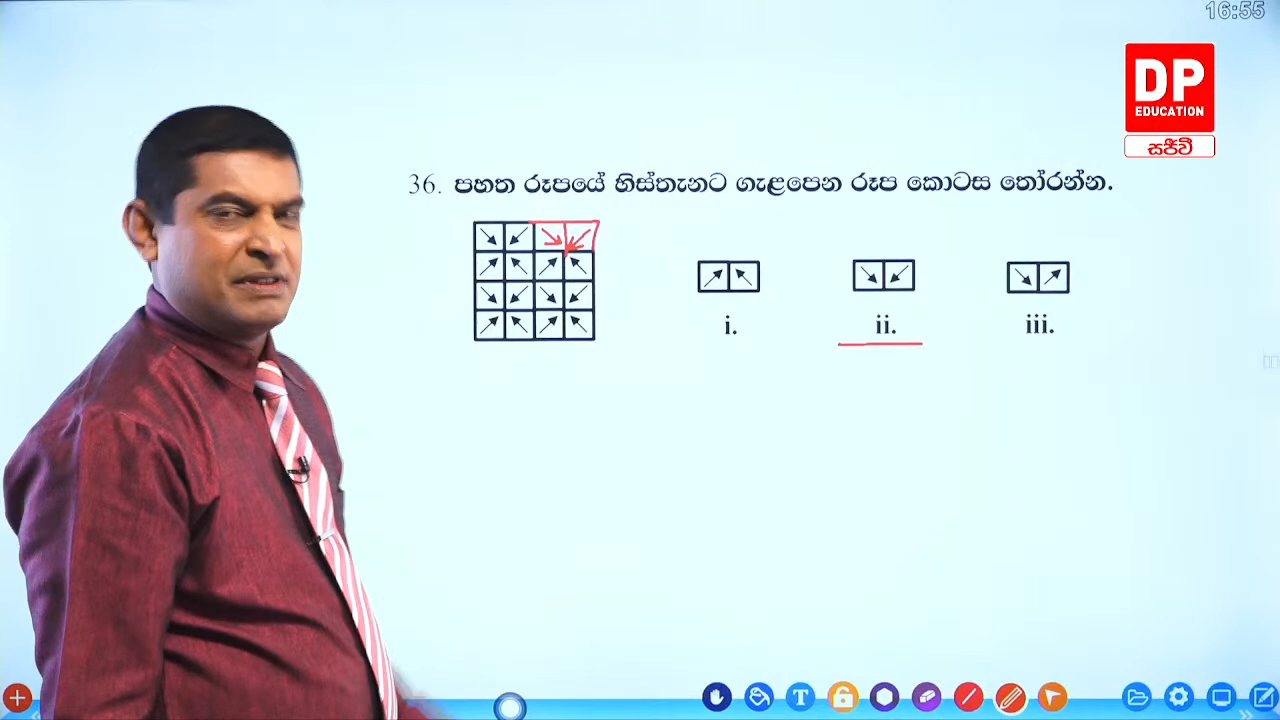 16:55
DP
EDUCATION
සජීවී
36. පහත රූපයේ හිස්තැනට ගැළපෙන රූප කොටස තෝරන්න.
i. ii. iii.
T